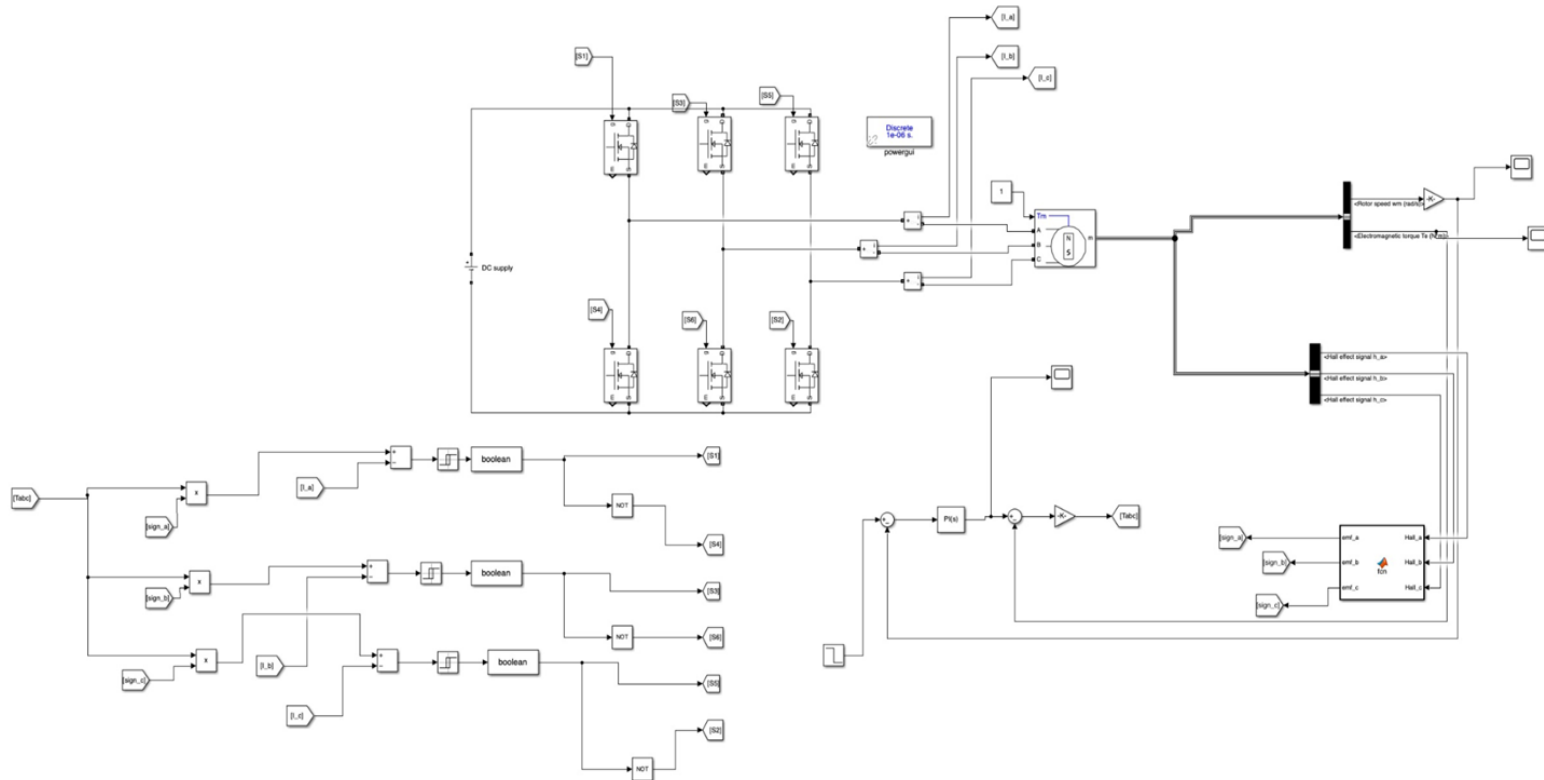 [I_a]
[S1]
[I_b]
[S3]
[S5]
[I_c]
Discrete
1e-06 s.
powergui
1
Tm
A
B
C
N
S
m
-K-
<Rotor speed wm (rad/s)>
<Electromagnetic torque Te (N*m)>
DC supply
[S4]
[S6]
[S2]
<Hall effect signal h_a>
<Hall effect signal h_b>
<Hall effect signal h_c>
boolean
[S1]
[I_a]
[Tabc]
x
[sign_a]
NOT
[S4]
PI(s)
-K-
[Tabc]
[sign_a]
emf_a
Hall_a
[sign_b]
emf_b
Hall_b
fcn
[sign_c]
emf_c
Hall_c
boolean
x
[sign_b]
[S3]
NOT
[S6]
x
[sign_c]
[I_b]
boolean
[S5]
[I_c]
[S2]
NOT